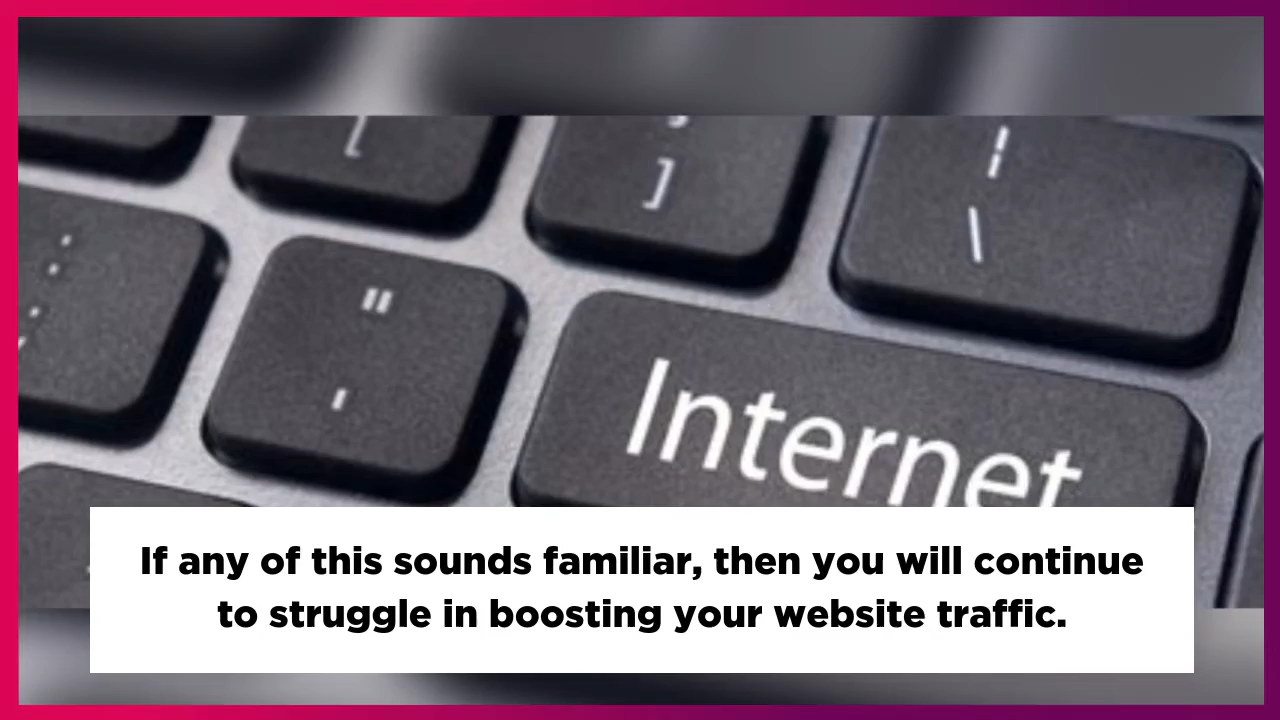 [
]
¦
\
"
'
Internet
If any of this sounds familiar, then you will continue
to struggle in boosting your website traffic.